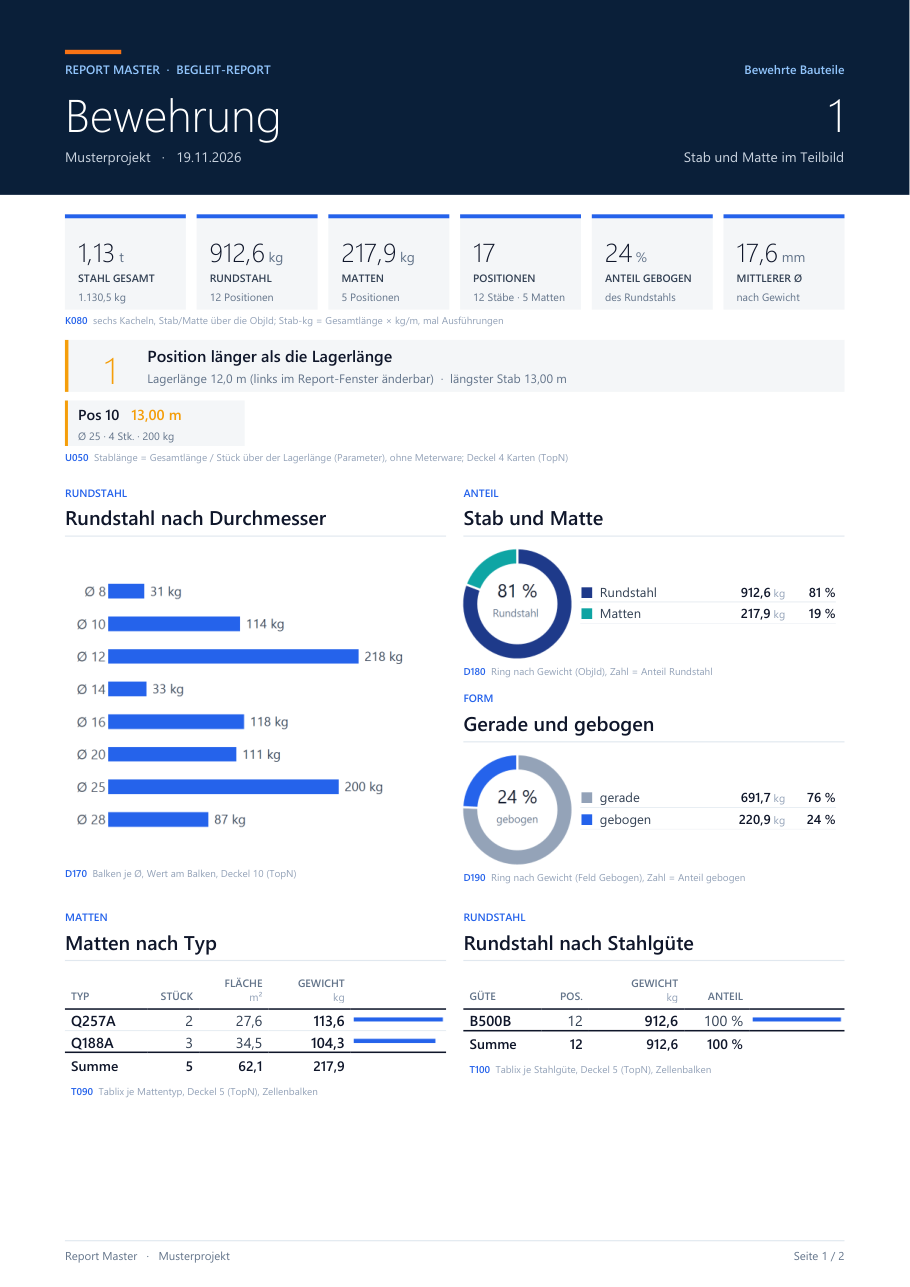 REPORT MASTER · BEGLEIT-REPORT
Bewehrte Bauteile
Bewehrung
1
Musterprojekt · 19.11.2026
Stab und Matte im Teilbild
1,13 t
STAHL GESAMT
1.130,5 kg
912,6 kg
RUNDSTAHL
12 Positionen
217,9 kg
MATTEN
5 Positionen
17
POSITIONEN
12 Stäbe · 5 Matten
24 %
ANTEIL GEBOGEN
des Rundstahls
17,6 mm
MITTLERER Ø
nach Gewicht
K080 sechs Kacheln, Stab/Matte über die ObjId; Stab-kg = Gesamtlänge × kg/m, mal Ausführungen
1
Position länger als die Lagerlänge
Lagerlänge 12,0 m (links im Report-Fenster änderbar) · längster Stab 13,00 m
Pos 10 13,00 m
Ø 25 · 4 Stk. · 200 kg
U050 Stablänge = Gesamtlänge / Stück über der Lagerlänge (Parameter), ohne Meterware; Deckel 4 Karten (TopN)
RUNDSTAHL
Rundstahl nach Durchmesser
Ø 8 31 kg
Ø 10 114 kg
Ø 12 218 kg
Ø 14 33 kg
Ø 16 118 kg
Ø 20 111 kg
Ø 25 200 kg
Ø 28 87 kg
D170 Balken je Ø, Wert am Balken, Deckel 10 (TopN)
ANTEIL
Stab und Matte
81 %
Rundstahl
Rundstahl 912,6 kg 81 %
Matten 217,9 kg 19 %
D180 Ring nach Gewicht (ObjId), Zahl = Anteil Rundstahl
FORM
Gerade und gebogen
24 %
gebogen
gerade 691,7 kg 76 %
gebogen 220,9 kg 24 %
D190 Ring nach Gewicht (Feld Gebogen), Zahl = Anteil gebogen
MATTEN
Matten nach Typ
FLÄCHE GEWICHT
TYP STÜCK m² kg
Q257A 2 27,6 113,6
Q188A 3 34,5 104,3
Summe 5 62,1 217,9
T090 Tablix je Mattentyp, Deckel 5 (TopN), Zellenbalken
RUNDSTAHL
Rundstahl nach Stahlgüte
GEWICHT
GÜTE POS. kg ANTEIL
B500B 12 912,6 100 %
Summe 12 912,6 100 %
T100 Tablix je Stahlgüte, Deckel 5 (TopN), Zellenbalken
Report Master · Musterprojekt
Seite 1 / 2